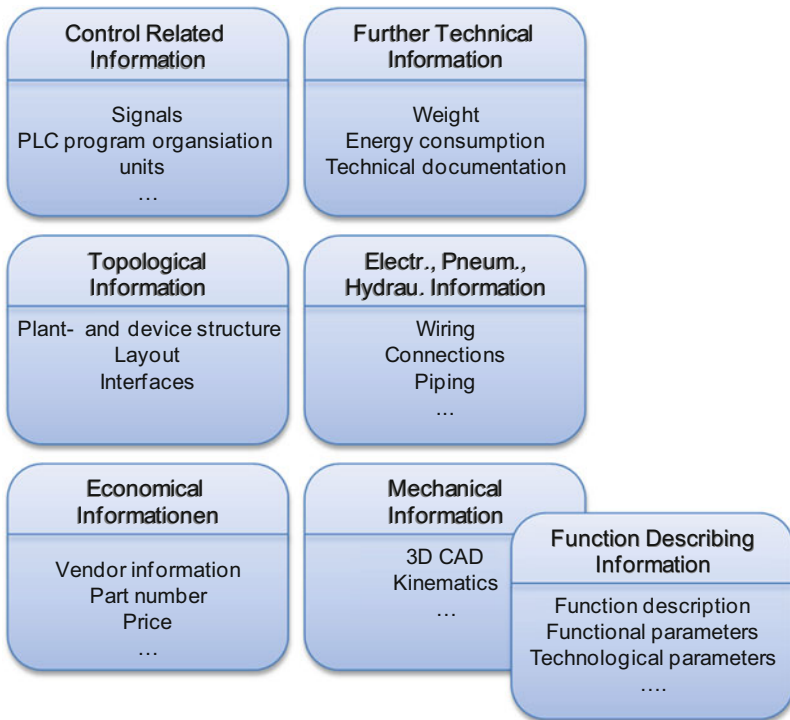 Control Related
Information
Signals
PLC program organsiation
units
…
Further Technical
Information
Weight
Energy consumption
Technical documentation
Topological
Information
Plant- and device structure
Layout
Interfaces
Electr., Pneum.,
Hydrau. Information
Wiring
Connections
Piping
...
Economical
Informationen
Vendor information
Part number
Price
…
Mechanical
Information
3D CAD
Kinematics
…
Function Describing
Information
Function description
Functional parameters
Technological parameters
....